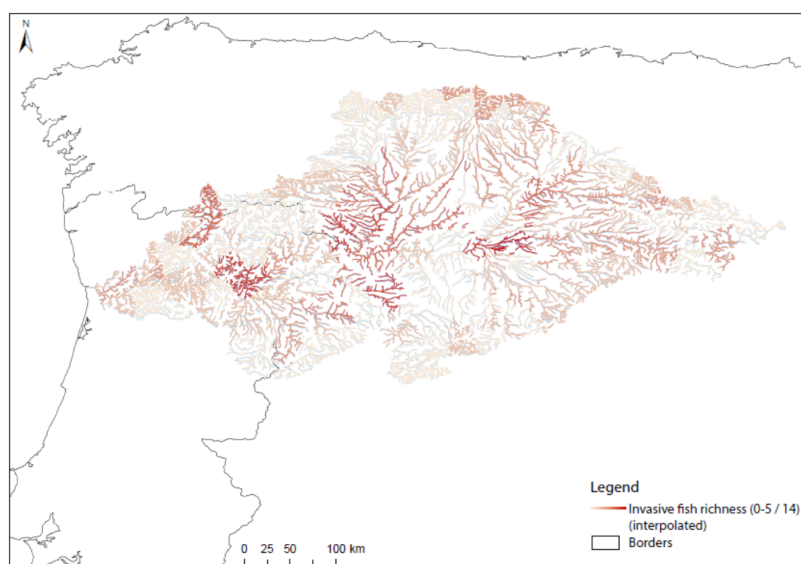 N
Legend
Invasive fish richness (0-5 / 14)
(interpolated)
Borders
0 25 50 100 km